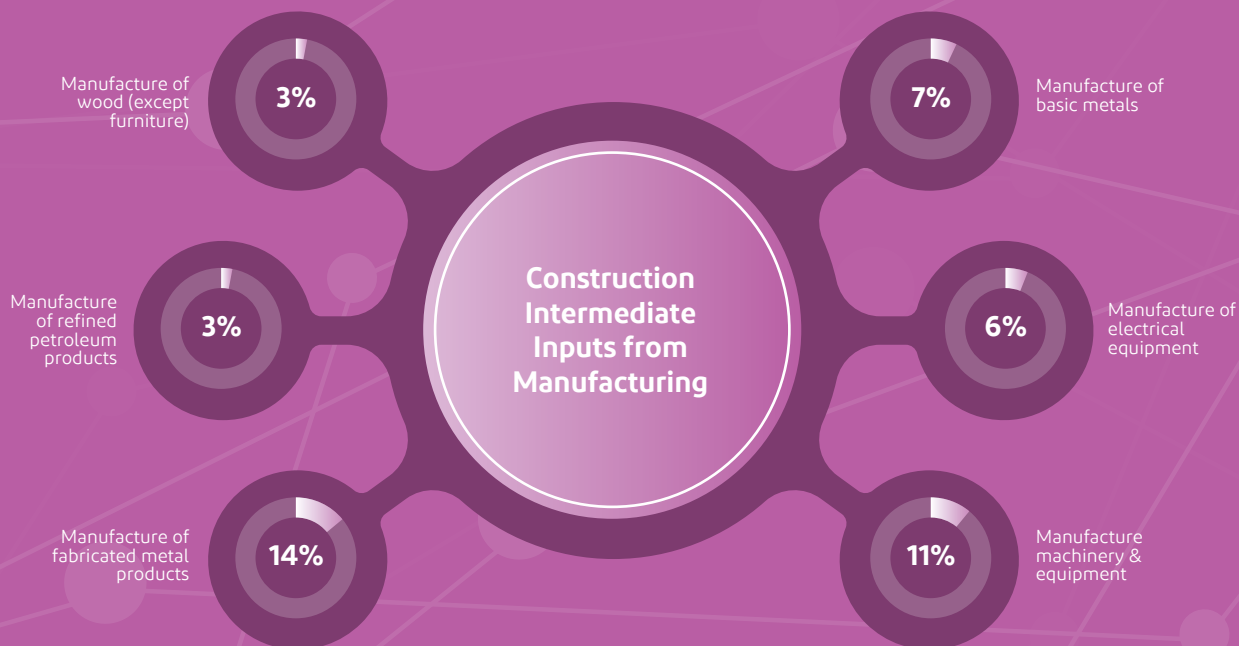 Manufacture of
wood (except
furniture)
3%
7%
Manufacture of
basic metals
Manufacture
of refined
petroleum
products
3%
Construction
Intermediate
Inputs from
Manufacturing
6%
Manufacture of
electrical
equipment
Manufacture of
fabricated metal
products
14%
11%
Manufacture
machinery &
equipment